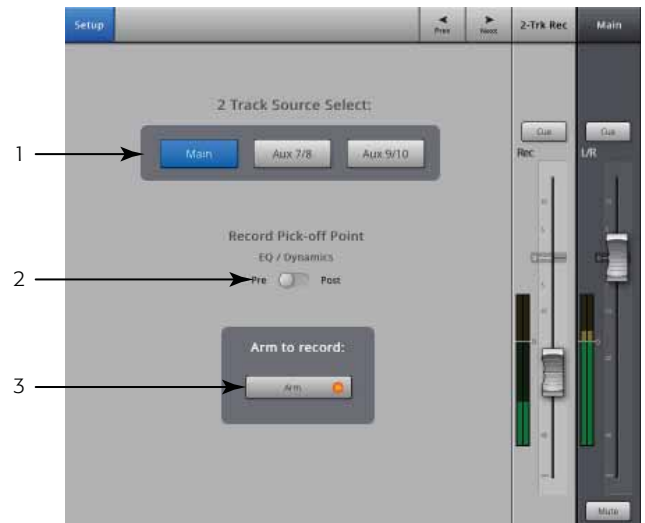 Setup
Prev
Next
2-Trk Rec
Main
2 Track Source Select:
1
Main
Aux 7/8
Aux 9/10
Cue
Cue
Rec
L/R
Record Pick-off Point
EQ / Dynamics
2
Pre
Post
Arm to record:
3
Arm
Mute